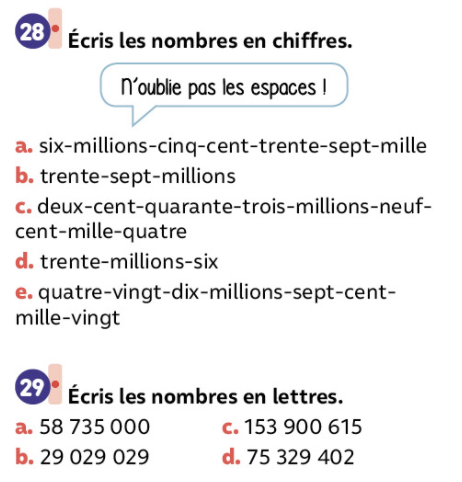 28 Écris les nombres en chiffres.
N'oublie pas les espaces !
a. six-millions-cinq-cent-trente-sept-mille
b. trente-sept-millions
c. deux-cent-quarante-trois-millions-neuf-
cent-mille-quatre
d. trente-millions-six
e. quatre-vingt-dix-millions-sept-cent-
mille-vingt
29 Écris les nombres en lettres.
a. 58 735 000 c. 153 900 615
b. 29 029 029 d. 75 329 402